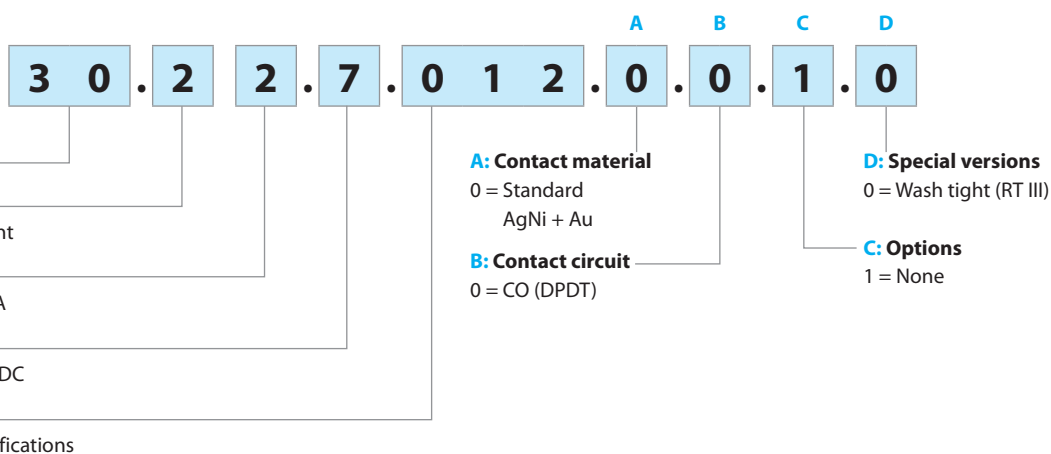 A B C D
3 0 . 2 2 . 7 . 0 1 2 . 0 . 0 . 1 . 0
A: Contact material
0 = Standard
AgNi + Au
B: Contact circuit
0 = CO (DPDT)
D: Special versions
0 = Wash tight (RT III)
C: Options
1 = None
nt
A
DC
fications